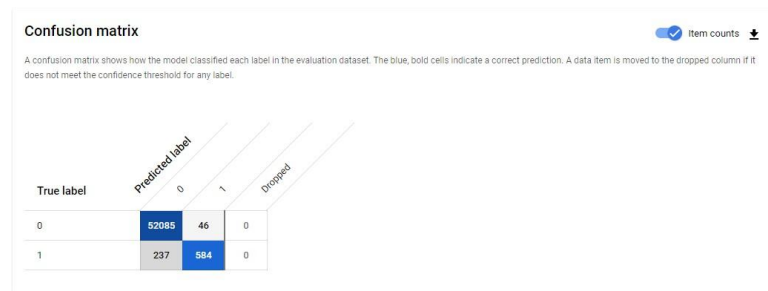 Confusion matrix
Item counts
A confusion matrix shows how the model classified each label in the evaluation dataset. The blue, bold cells indicate a correct prediction. A data item is moved to the dropped column if it
does not meet the confidence threshold for any label.
True label Predicted label 0 1 Dropped
0 52085 46 0
1 237 584 0